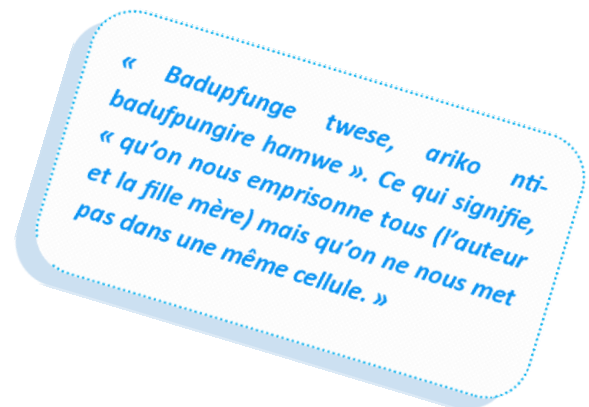 « Badupfunge twese, ariko nti-
badufpungire hamwe ». Ce qui signifie,
« qu’on nous emprisonne tous (l’auteur
et la fille mère) mais qu’on ne nous met
pas dans une même cellule. »